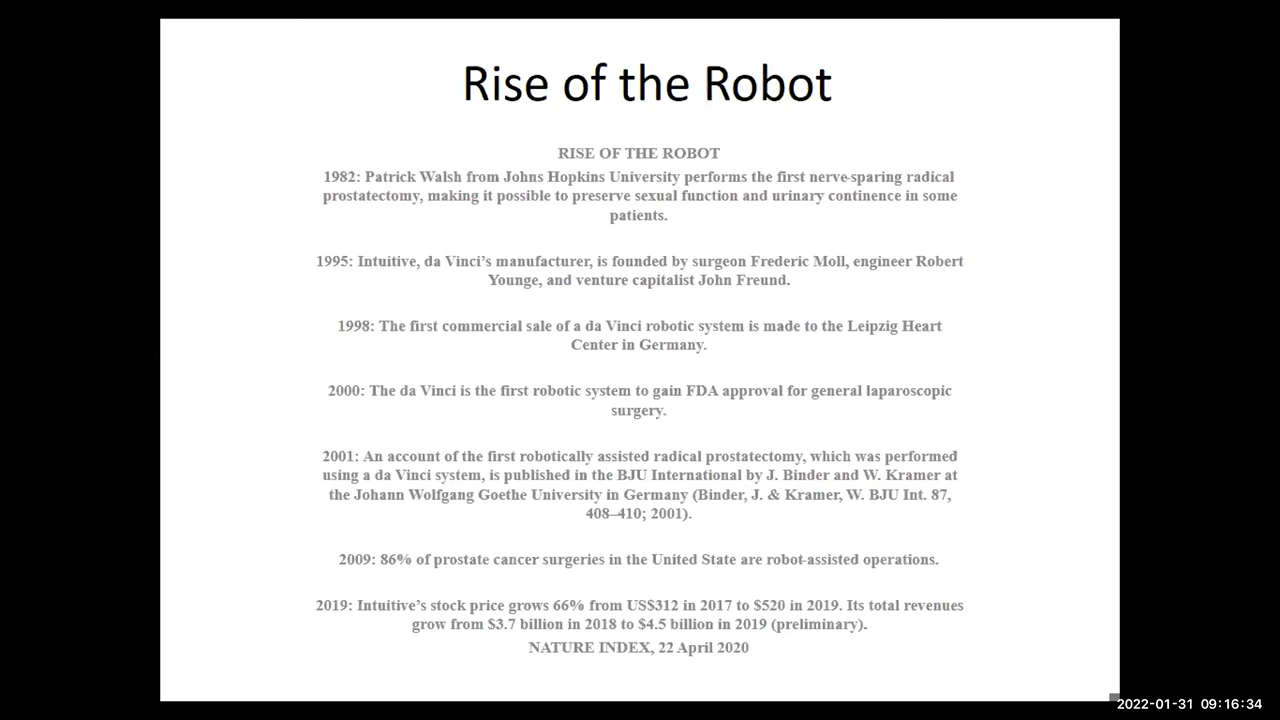 Rise of the Robot
RISE OF THE ROBOT
1982: Patrick Walsh from Johns Hopkins University performs the first nerve-sparing radical
prostatectomy, making it possible to preserve sexual function and urinary continence in some
patients.
1995: Intuitive, da Vinci’s manufacturer, is founded by surgeon Frederic Moll, engineer Robert
Younge, and venture capitalist John Freund.
1998: The first commercial sale of a da Vinci robotic system is made to the Leipzig Heart
Center in Germany.
2000: The da Vinci is the first robotic system to gain FDA approval for general laparoscopic
surgery.
2001: An account of the first robotically assisted radical prostatectomy, which was performed
using a da Vinci system, is published in the BJU International by J. Binder and W. Kramer at
the Johann Wolfgang Goethe University in Germany (Binder, J. & Kramer, W. BJU Int. 87,
408–410; 2001).
2009: 86% of prostate cancer surgeries in the United State are robot-assisted operations.
2019: Intuitive’s stock price grows 66% from US$312 in 2017 to $520 in 2019. Its total revenues
grow from $3.7 billion in 2018 to $4.5 billion in 2019 (preliminary).
NATURE INDEX, 22 April 2020
2022-01-31 09:16:34